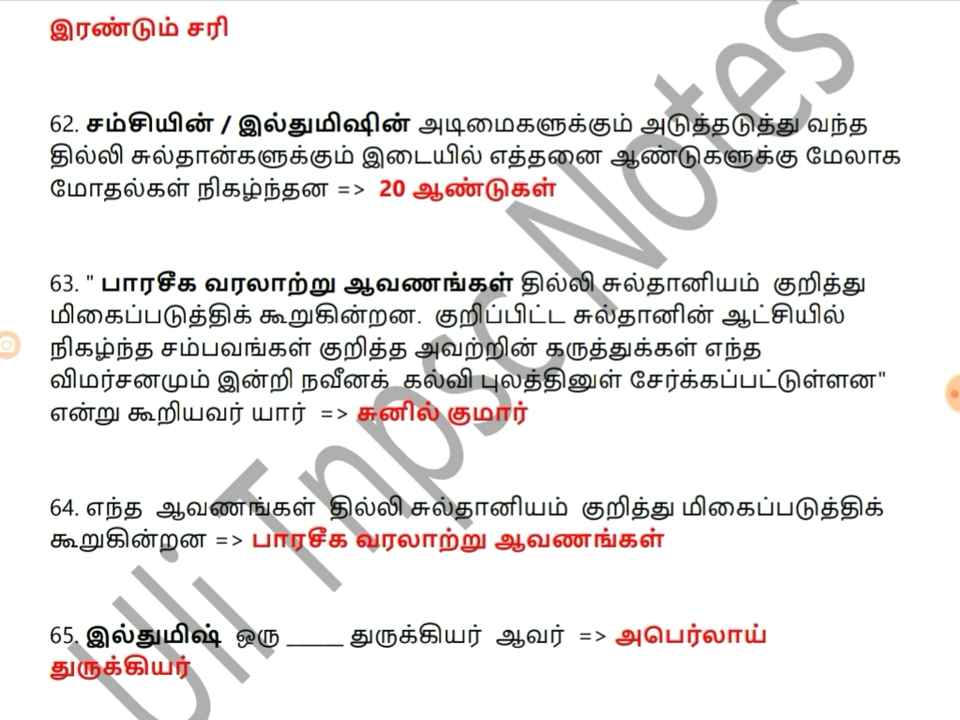 இரண்டும் சரி
62. சம்சியின் / இல்துமிஷின் அடிமைகளுக்கும் அடுத்தடுத்து வந்த
தில்லி சுல்தான்களுக்கும் இடையில் எத்தனை ஆண்டுகளுக்கு மேலாக
மோதல்கள் நிகழ்ந்தன => 20 ஆண்டுகள்
63. " பாரசீக வரலாற்று ஆவணங்கள் தில்லி சுல்தானியம் குறித்து
மிகைப்படுத்திக் கூறுகின்றன. குறிப்பிட்ட சுல்தானின் ஆட்சியில்
நிகழ்ந்த சம்பவங்கள் குறித்த அவற்றின் கருத்துக்கள் எந்த
விமர்சனமும் இன்றி நவீனக் கல்வி புலத்தினுள் சேர்க்கப்பட்டுள்ளன"
என்று கூறியவர் யார் => சுனில் குமார்
64. எந்த ஆவணங்கள் தில்லி சுல்தானியம் குறித்து மிகைப்படுத்திக்
கூறுகின்றன => பாரசீக வரலாற்று ஆவணங்கள்
65. இல்துமிஷ் ஒரு _____ துருக்கியர் ஆவர் => அபெர்லாய்
துருக்கியர்
Uli Tnpsc Notes